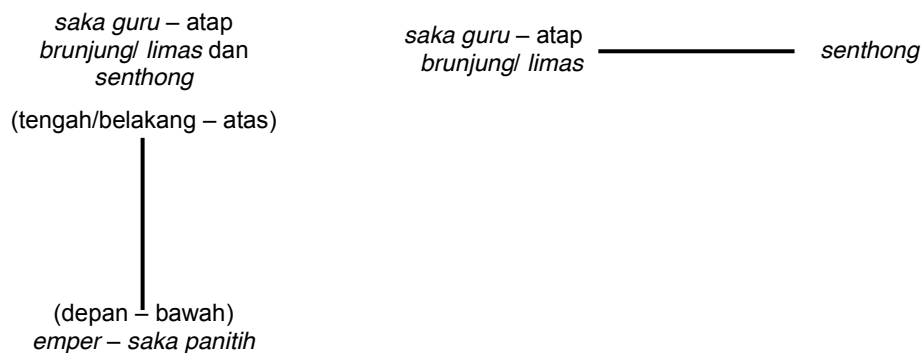 saka guru – atap
brunjung/ limas dan
senthong
(tengah/belakang – atas)
(depan – bawah)
emper – saka panitih
saka guru – atap
brunjung/ limas
senthong